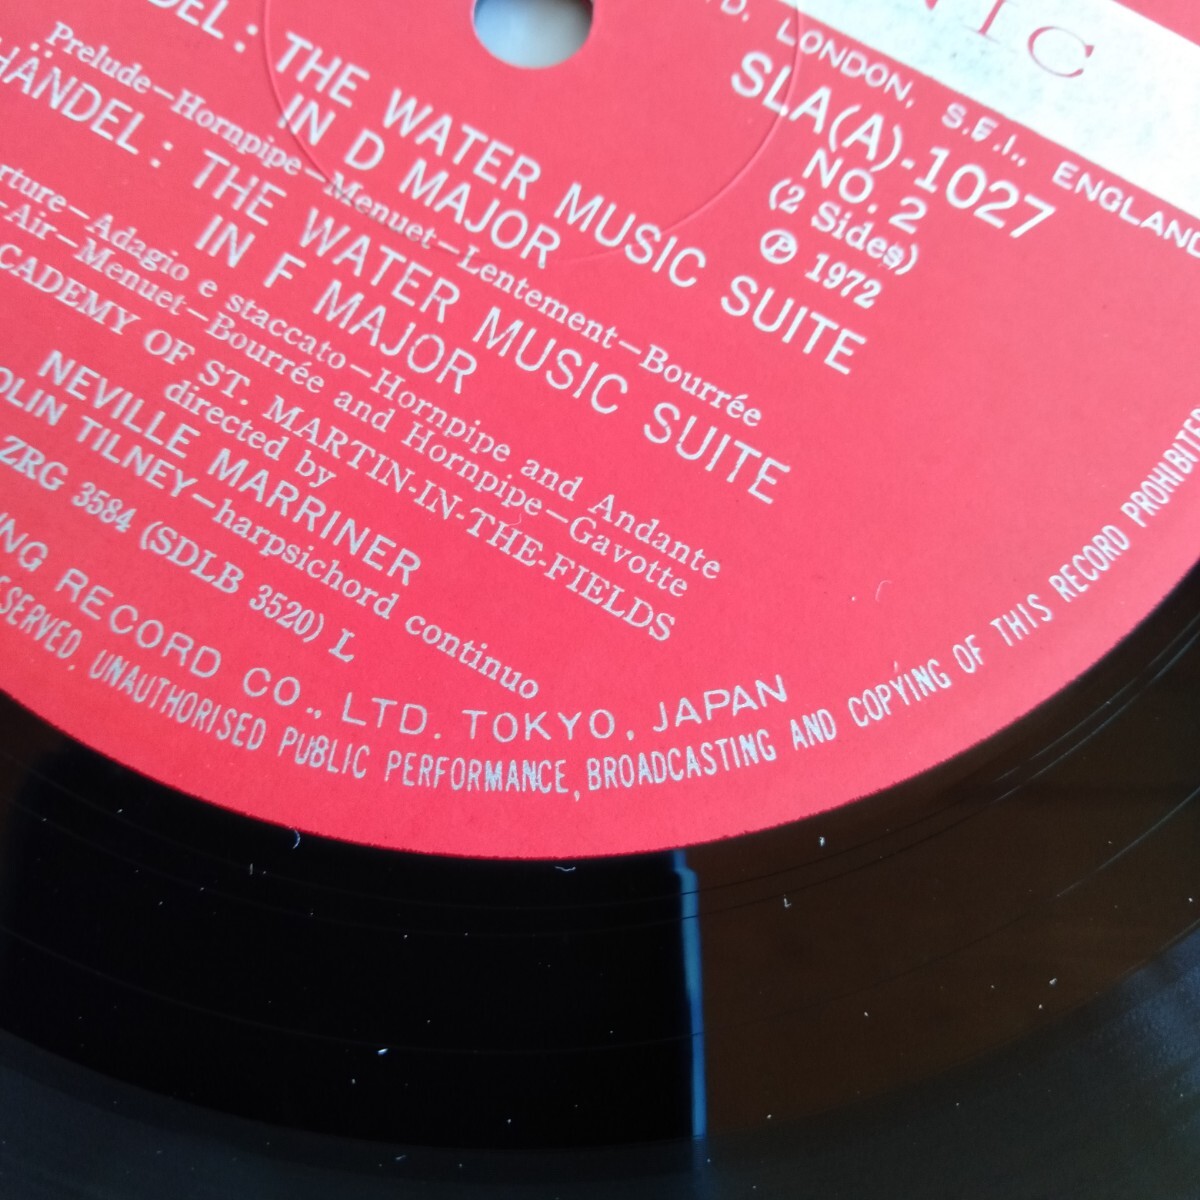 NIC
D. LONDON, S.E.1., ENGLAND
SLA(A)-1027
NO. 2
(2 Sides)
Ⓟ 1972
DEL: THE WATER MUSIC SUITE
IN D MAJOR
Prelude—Hornpipe—Menuet—Lentement—Bourrée
HÄNDEL: THE WATER MUSIC SUITE
IN F MAJOR
rture—Adagio e staccato—Hornpipe and Andante
-Air—Menuet—Bourrée and Hornpipe—Gavotte
CADEMY OF ST. MARTIN-IN-THE-FIELDS
directed by
NEVILLE MARRINER
OLIN TILNEY—harpsichord continuo
ZRG 3584 (SDLB 3520) L
NG RECORD CO., LTD. TOKYO, JAPAN
SERVED. UNAUTHORISED PUBLIC PERFORMANCE, BROADCASTING AND COPYING OF THIS RECORD PROHIBITE